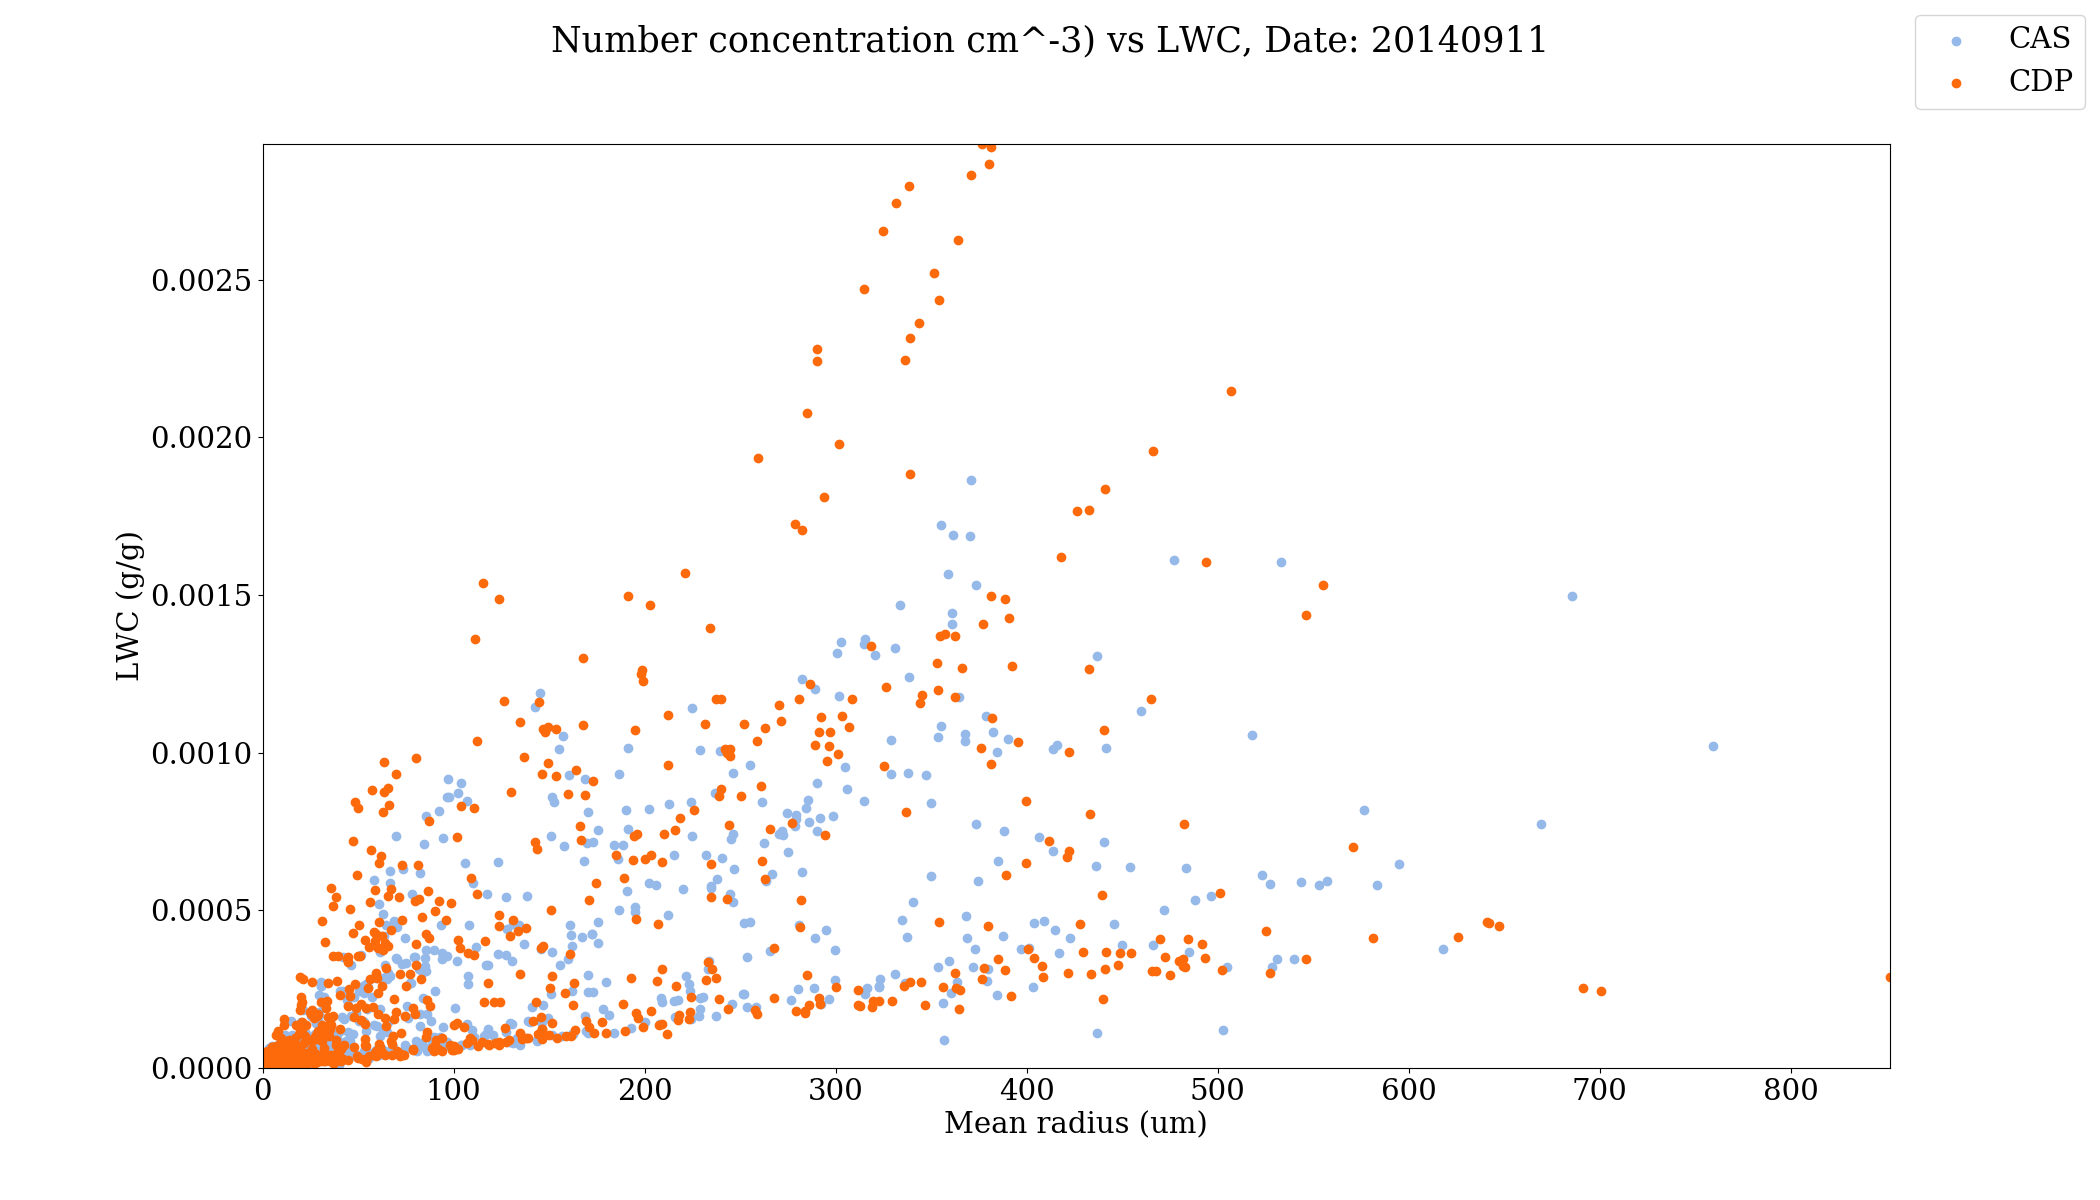 Number concentration cm^-3) vs LWC, Date: 20140911
CAS
CDP
LWC (g/g)
0.0025
0.0020
0.0015
0.0010
0.0005
0.0000
0 100 200 300 400 500 600 700 800
Mean radius (um)